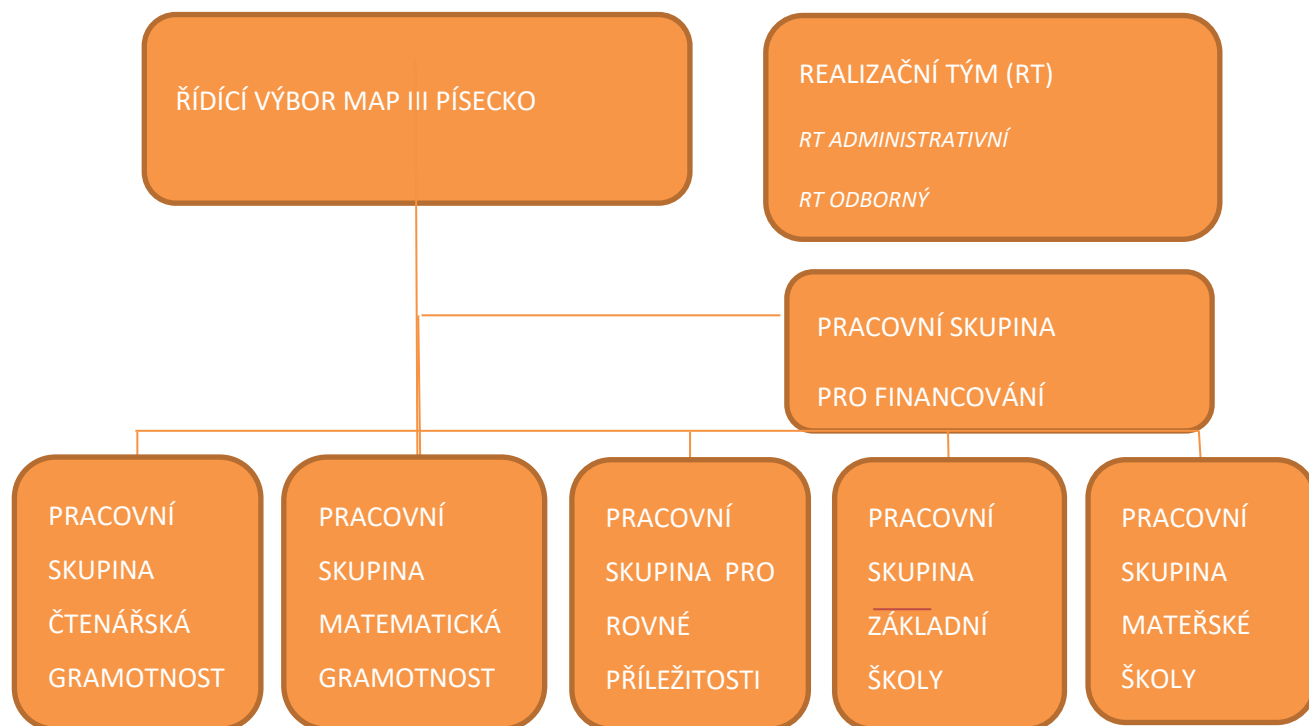 ŘÍDÍCÍ VÝBOR MAP III PÍSECKO
REALIZAČNÍ TÝM (RT)
RT ADMINISTRATIVNÍ
RT ODBORNÝ
PRACOVNÍ SKUPINA
PRO FINANCOVÁNÍ
PRACOVNÍ
SKUPINA
ČTENÁŘSKÁ
GRAMOTNOST
PRACOVNÍ
SKUPINA
MATEMATICKÁ
GRAMOTNOST
PRACOVNÍ
SKUPINA PRO
ROVNÉ
PŘÍLEŽITOSTI
PRACOVNÍ
SKUPINA
ZÁKLADNÍ
ŠKOLY
PRACOVNÍ
SKUPINA
MATEŘSKÉ
ŠKOLY